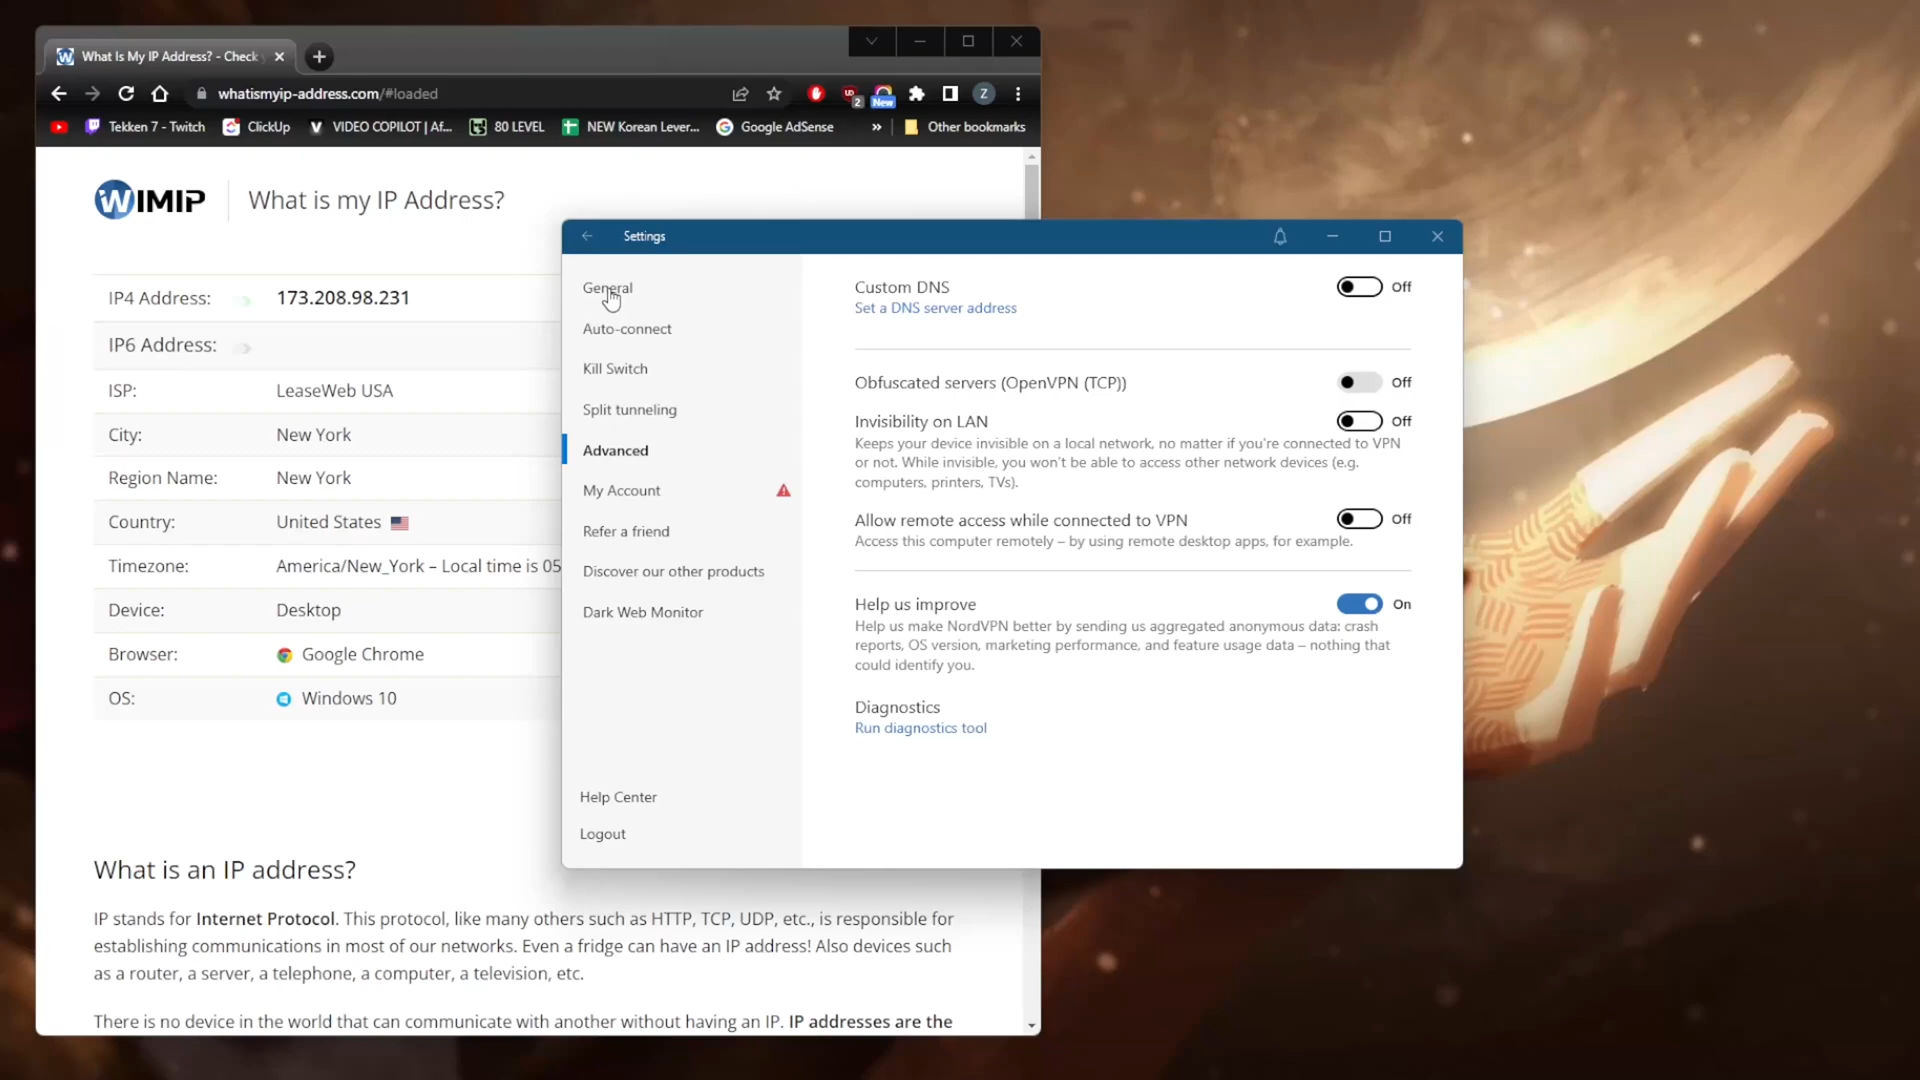 What Is My IP Address? - Check
whatismyip-address.com/#loaded
2
New
Z
Tekken 7 - Twitch
ClickUp
VIDEO COPILOT | Af...
80 LEVEL
NEW Korean Lever...
Google AdSense
»
Other bookmarks
WIMIP
What is my IP Address?
IP4 Address: 173.208.98.231
IP6 Address:
ISP: LeaseWeb USA
City: New York
Region Name: New York
Country: United States
Timezone: America/New_York – Local time is 05
Device: Desktop
Browser: Google Chrome
OS: Windows 10
What is an IP address?
IP stands for Internet Protocol. This protocol, like many others such as HTTP, TCP, UDP, etc., is responsible for
establishing communications in most of our networks. Even a fridge can have an IP address! Also devices such
as a router, a server, a telephone, a computer, a television, etc.
There is no device in the world that can communicate with another without having an IP. IP addresses are the
Settings
General
Auto-connect
Kill Switch
Split tunneling
Advanced
My Account
Refer a friend
Discover our other products
Dark Web Monitor
Help Center
Logout
Custom DNS Off
Set a DNS server address
Obfuscated servers (OpenVPN (TCP)) Off
Invisibility on LAN Off
Keeps your device invisible on a local network, no matter if you're connected to VPN
or not. While invisible, you won't be able to access other network devices (e.g.
computers, printers, TVs).
Allow remote access while connected to VPN Off
Access this computer remotely – by using remote desktop apps, for example.
Help us improve On
Help us make NordVPN better by sending us aggregated anonymous data: crash
reports, OS version, marketing performance, and feature usage data – nothing that
could identify you.
Diagnostics
Run diagnostics tool